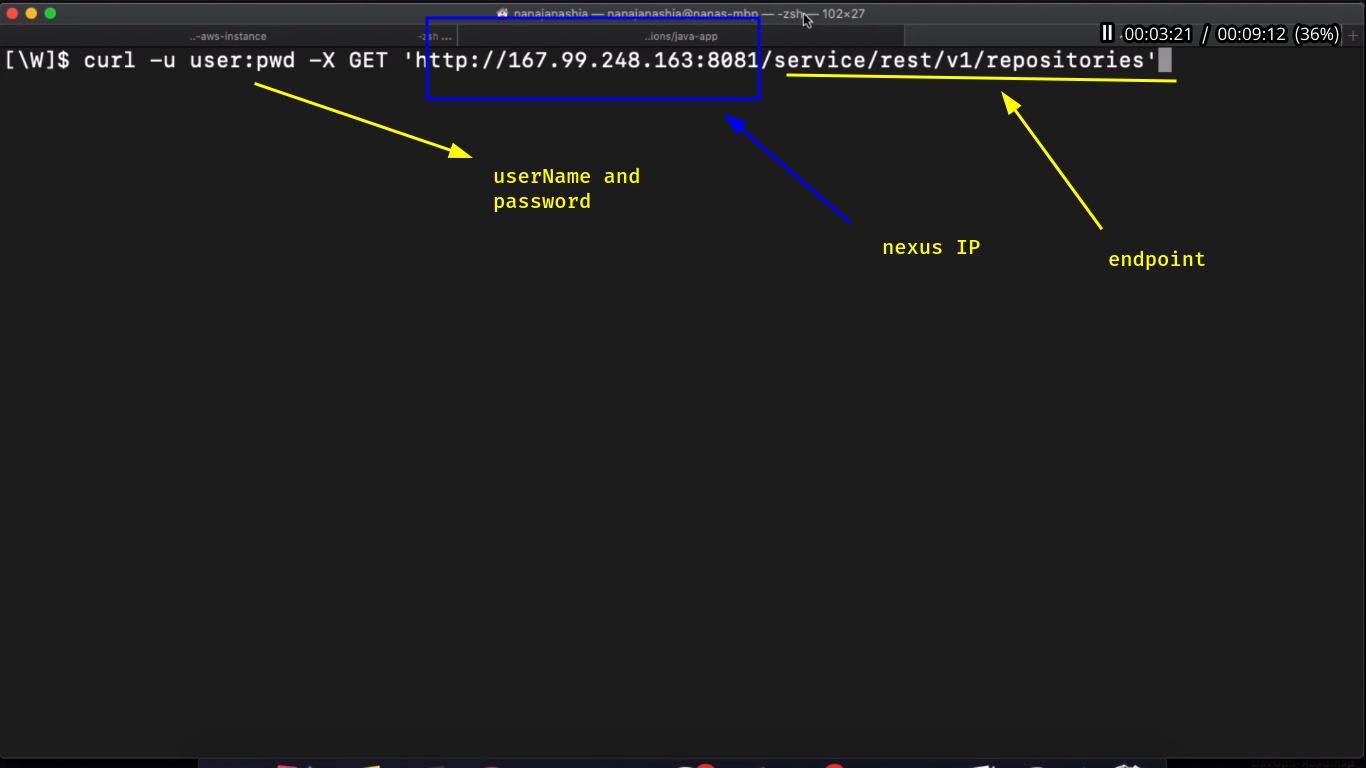 nanajanashia — nanajanashia@nanas-mbp — -zsh — 102×27
..-aws-instance
-zsh ...
..ions/java-app
00:03:21 / 00:09:12 (36%)
[\W]$ curl -u user:pwd -X GET 'http://167.99.248.163:8081/service/rest/v1/repositories'
userName and
password
nexus IP
endpoint